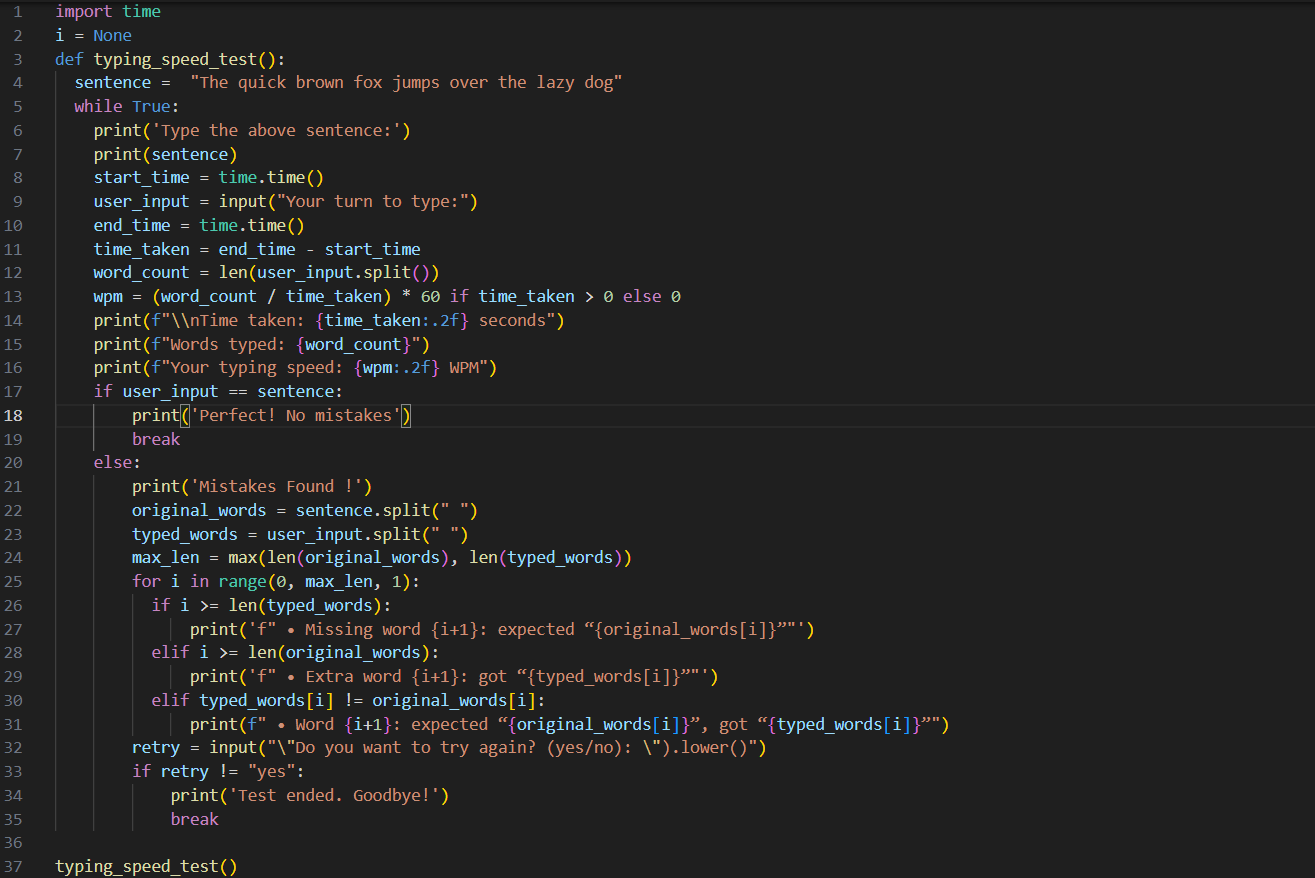 1 import time
2 i = None
3 def typing_speed_test():
4   sentence =  "The quick brown fox jumps over the lazy dog"
5   while True:
6     print('Type the above sentence:')
7     print(sentence)
8     start_time = time.time()
9     user_input = input("Your turn to type:")
10     end_time = time.time()
11     time_taken = end_time - start_time
12     word_count = len(user_input.split())
13     wpm = (word_count / time_taken) * 60 if time_taken > 0 else 0
14     print(f"\\nTime taken: {time_taken:.2f} seconds")
15     print(f"Words typed: {word_count}")
16     print(f"Your typing speed: {wpm:.2f} WPM")
17     if user_input == sentence:
18         print('Perfect! No mistakes')
19         break
20     else:
21         print('Mistakes Found !')
22         original_words = sentence.split(" ")
23         typed_words = user_input.split(" ")
24         max_len = max(len(original_words), len(typed_words))
25         for i in range(0, max_len, 1):
26           if i >= len(typed_words):
27               print('f" • Missing word {i+1}: expected “{original_words[i]}”"')
28           elif i >= len(original_words):
29               print('f" • Extra word {i+1}: got “{typed_words[i]}”"')
30           elif typed_words[i] != original_words[i]:
31               print(f" • Word {i+1}: expected “{original_words[i]}”, got “{typed_words[i]}”")
32         retry = input("\"Do you want to try again? (yes/no): \").lower()")
33         if retry != "yes":
34             print('Test ended. Goodbye!')
35             break
36
37 typing_speed_test()